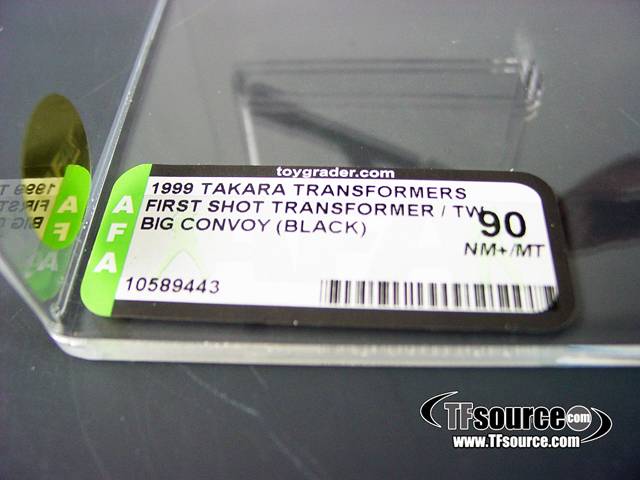 toygrader.com
1999 TAKARA TRANSFORMERS
FIRST SHOT TRANSFORMER / TW
BIG CONVOY (BLACK)
90
NM+/MT
AFA
10589443
TFsource.com
www.TFsource.com